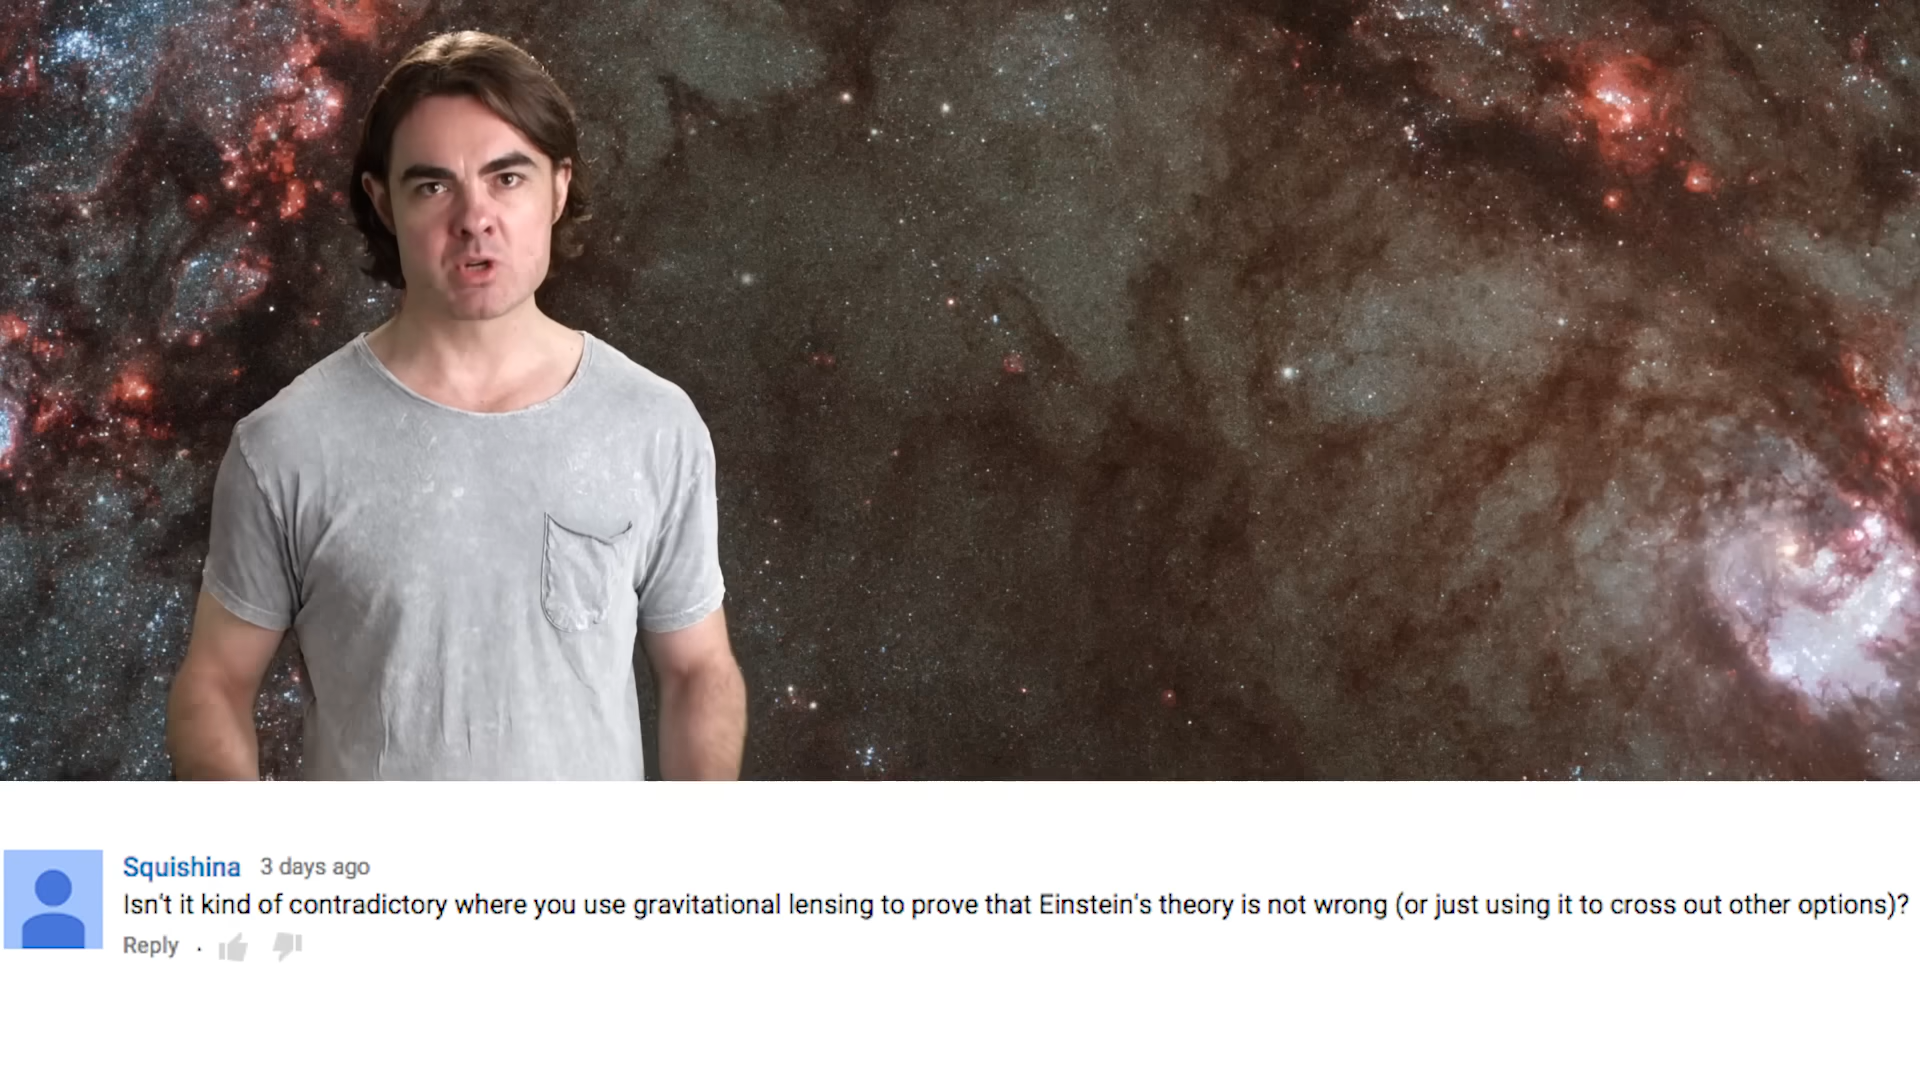 Squishina 3 days ago
Isn't it kind of contradictory where you use gravitational lensing to prove that Einstein's theory is not wrong (or just using it to cross out other options)?
Reply .